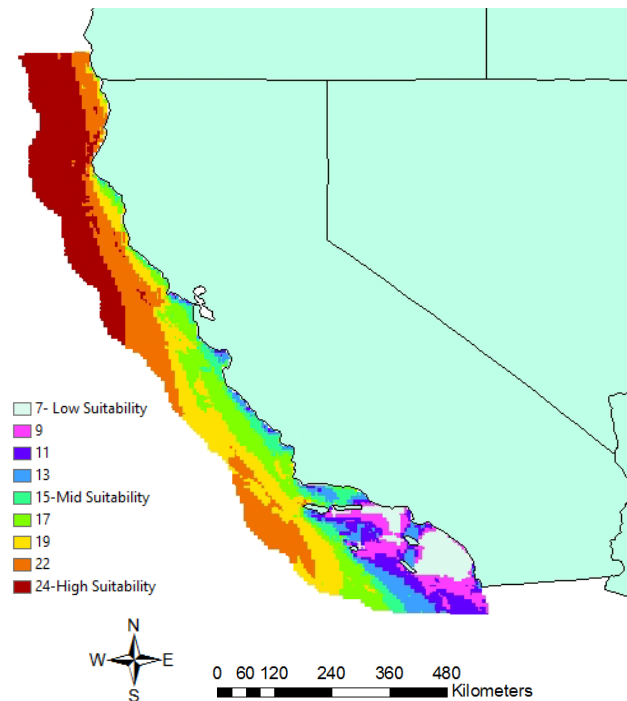 7- Low Suitability
9
11
13
15-Mid Suitability
17
19
22
24-High Suitability
N
W E
S
0 60 120 240 360 480
Kilometers